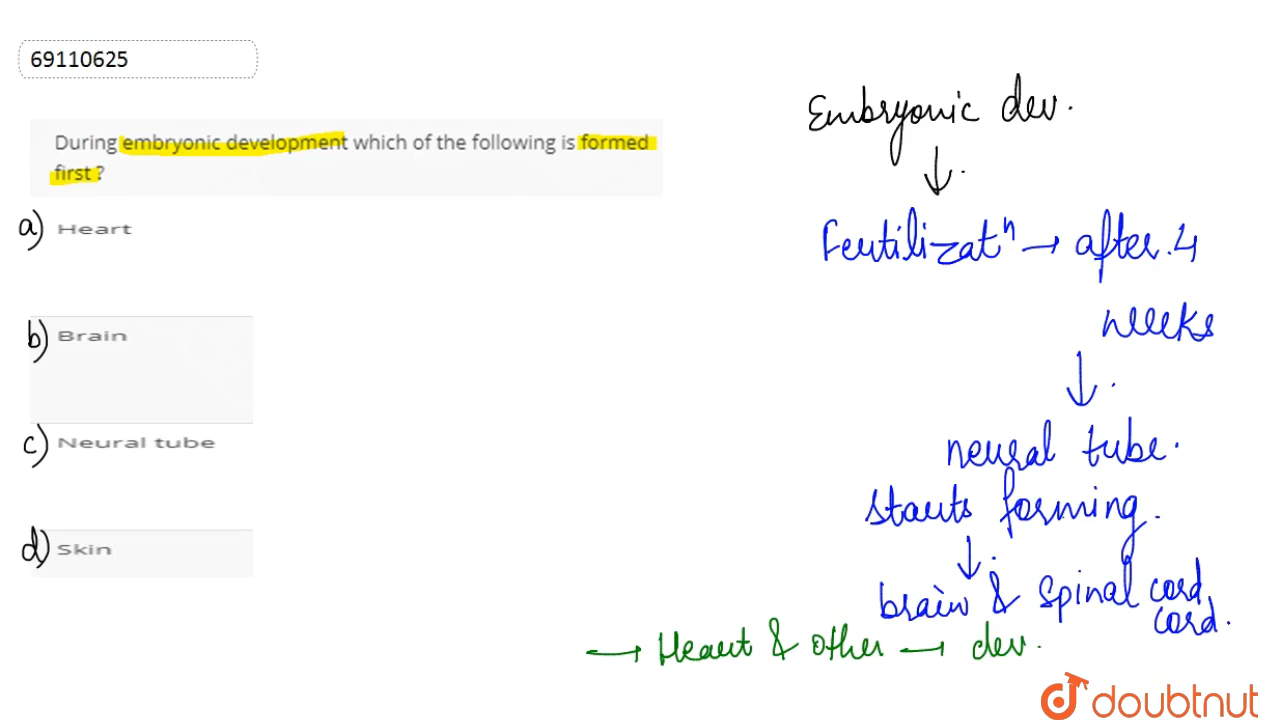 69110625
During embryonic development which of the following is formed
first ?
a) Heart
b) Brain
c) Neural tube
d) Skin
Embryonic dev.
Fertilizatⁿ → after 4
weeks
neural tube.
starts forming.
brain & spinal cord
cord.
→ Heart & other → dev.
doubtnut